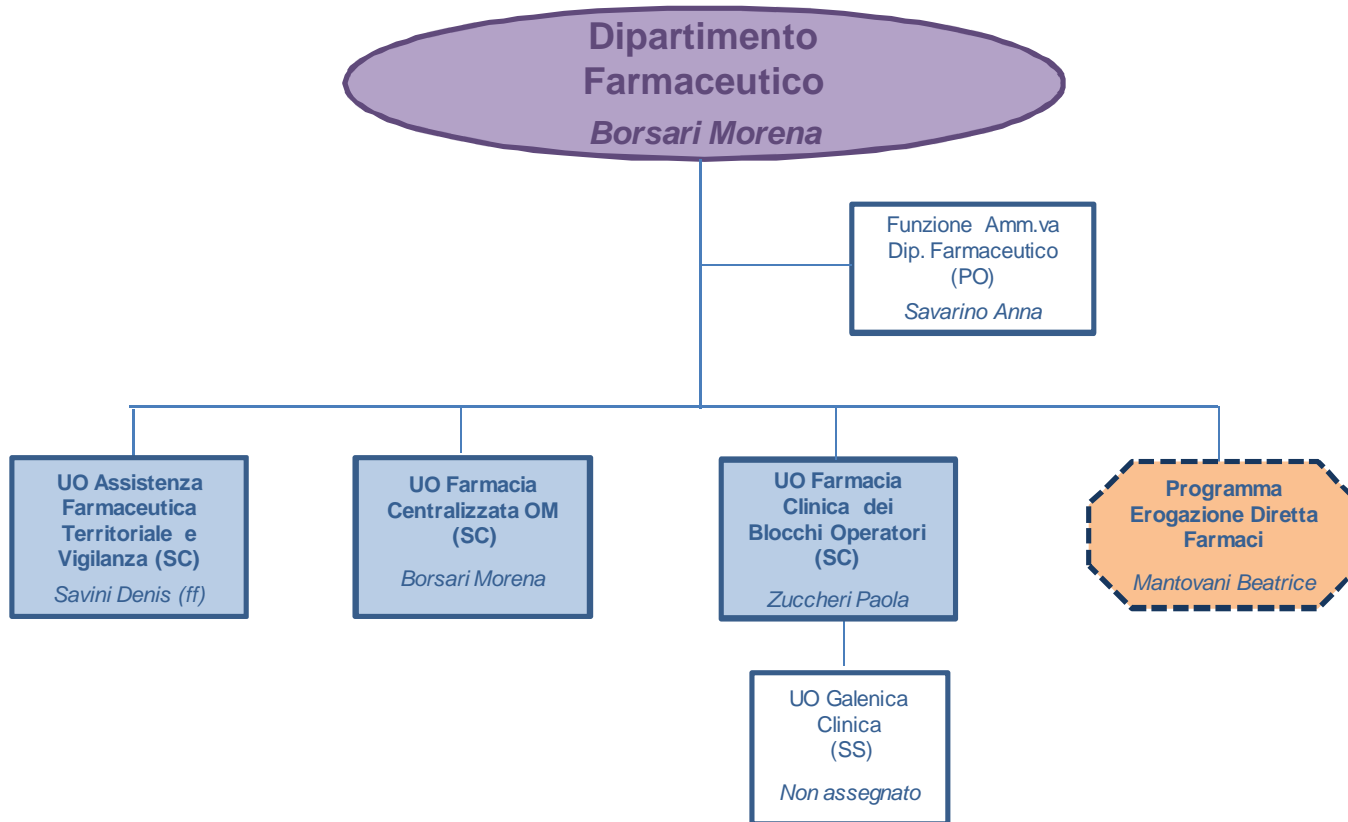 Dipartimento
Farmaceutico
Borsari Morena
Funzione Amm.va
Dip. Farmaceutico
(PO)
Savarino Anna
UO Assistenza
Farmaceutica
Territoriale e
Vigilanza (SC)
Savini Denis (ff)
UO Farmacia
Centralizzata OM
(SC)
Borsari Morena
UO Farmacia
Clinica dei
Blocchi Operatori
(SC)
Zuccheri Paola
Programma
Erogazione Diretta
Farmaci
Mantovani Beatrice
UO Galenica
Clinica
(SS)
Non assegnato